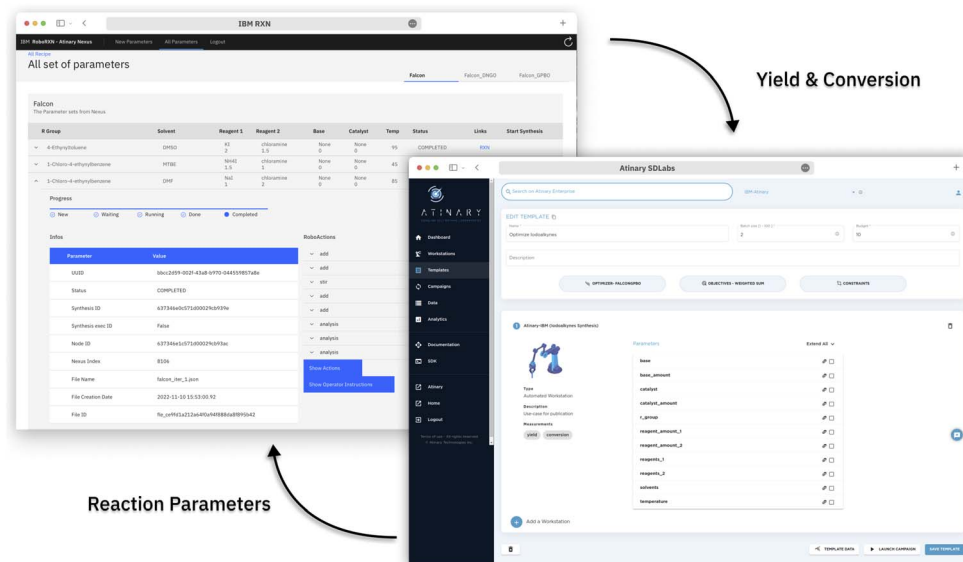 IBM RXN
IBM RoboRXN - Atinary Nexus New Parameters All Parameters Logout
All Recipe
All set of parameters
Falcon Falcon_DNGO Falcon_GPBO
Falcon
The Parameter sets from Nexus
R Group Solvent Reagent 1 Reagent 2 Base Catalyst Temp Status Links Start Synthesis
4-Ethynyltoluene DMSO KI 2 chloramine 1.5 None 0 None 0 95 COMPLETED RXN
1-Chloro-4-ethynylbenzene MTBE NH4I 1.5 chloramine 1 None 0 None 0 45
1-Chloro-4-ethynylbenzene DMF NaI 1 chloramine 2 None 0 None 0 85
Progress
New Waiting Running Done Completed
Infos
Parameter Value
UUID
Status COMPLETED
Synthesis ID 637346e0c571d00029cb939e
Synthesis exec ID False
Node ID 637346e1c571d00029cb93ac
Nexus Index 8106
File Name falcon_iter_1.json
File Creation Date 2022-11-10 15:53:00.92
File ID
RoboActions
add
add
stir
add
add
analysis
analysis
analysis
Show Actions
Show Operator Instructions
Yield & Conversion
Reaction Parameters
Atinary SDLabs
ATINARY
Dashboard
Workstations
Templates
Campaigns
Data
Analytics
Documentation
SDK
Atinary
Home
Logout
Search on Atinary Enterprise
IBM-Atinary
EDIT TEMPLATE
Name *
Optimize Iodoalkynes
2
Budget *
10
Description
OPTIMIZER- FALCONGPBO OBJECTIVES- WEIGHTED SUM CONSTRAINTS
1 Atinary-IBM (Iodoalkynes Synthesis)
Type
Automated Workstation
Description
Use-case for publication
Measurements
yield conversion
Parameters Extend All
base
base_amount
catalyst
catalyst_amount
r_group
reagent_amount_1
reagent_amount_2
reagents_1
reagents_2
solvents
temperature
Add a Workstation
TEMPLATE DATA LAUNCH CAMPAIGN SAVE TEMPLATE